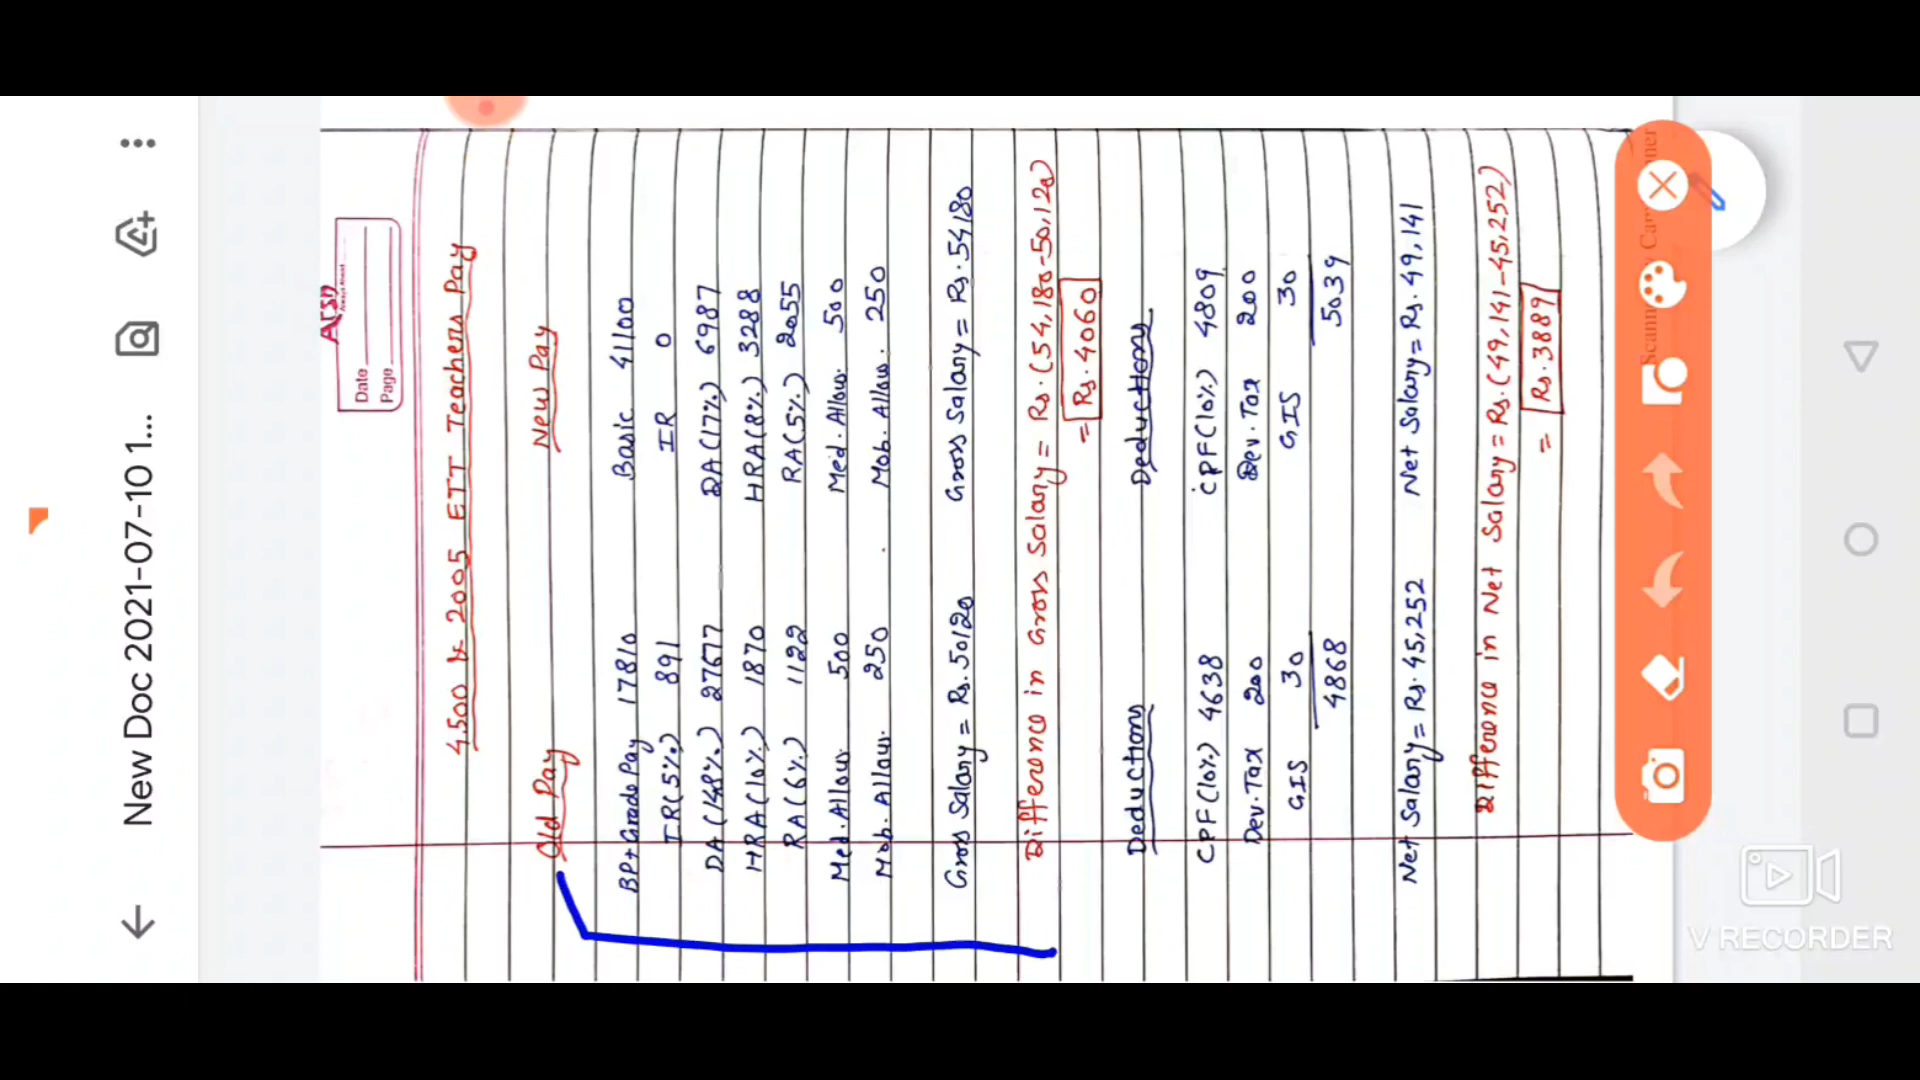 New Doc 2021-07-10 1...
Arsh
Date
Page
4500 & 2005 ETT Teachers Pay
Old Pay New Pay
BP+Grade Pay 17810 Basic 41100
IR(5%) 891 IR 0
DA(148%) 27677 DA(17%) 6987
HRA(10%) 1870 HRA(8%) 3288
RA(6%) 1122 RA(5%) 2055
Med. Allow. 500 Med. Allow. 500
Mob. Allow. 250 Mob. Allow. 250
Gross Salary = Rs. 50120 Gross Salary = Rs. 54180
Difference in Gross Salary = Rs. (54,180-50,120)
= Rs. 4060
Deductions Deductions
CPF(10%) 4638 CPF(10%) 4809
Dev. Tax 200 Dev. Tax 200
GIS 30 GIS 30
4868 5039
Net Salary = Rs. 45,252 Net Salary = Rs. 49,141
Difference in Net Salary = Rs. (49,141-45,252)
= Rs. 3889
V RECORDER